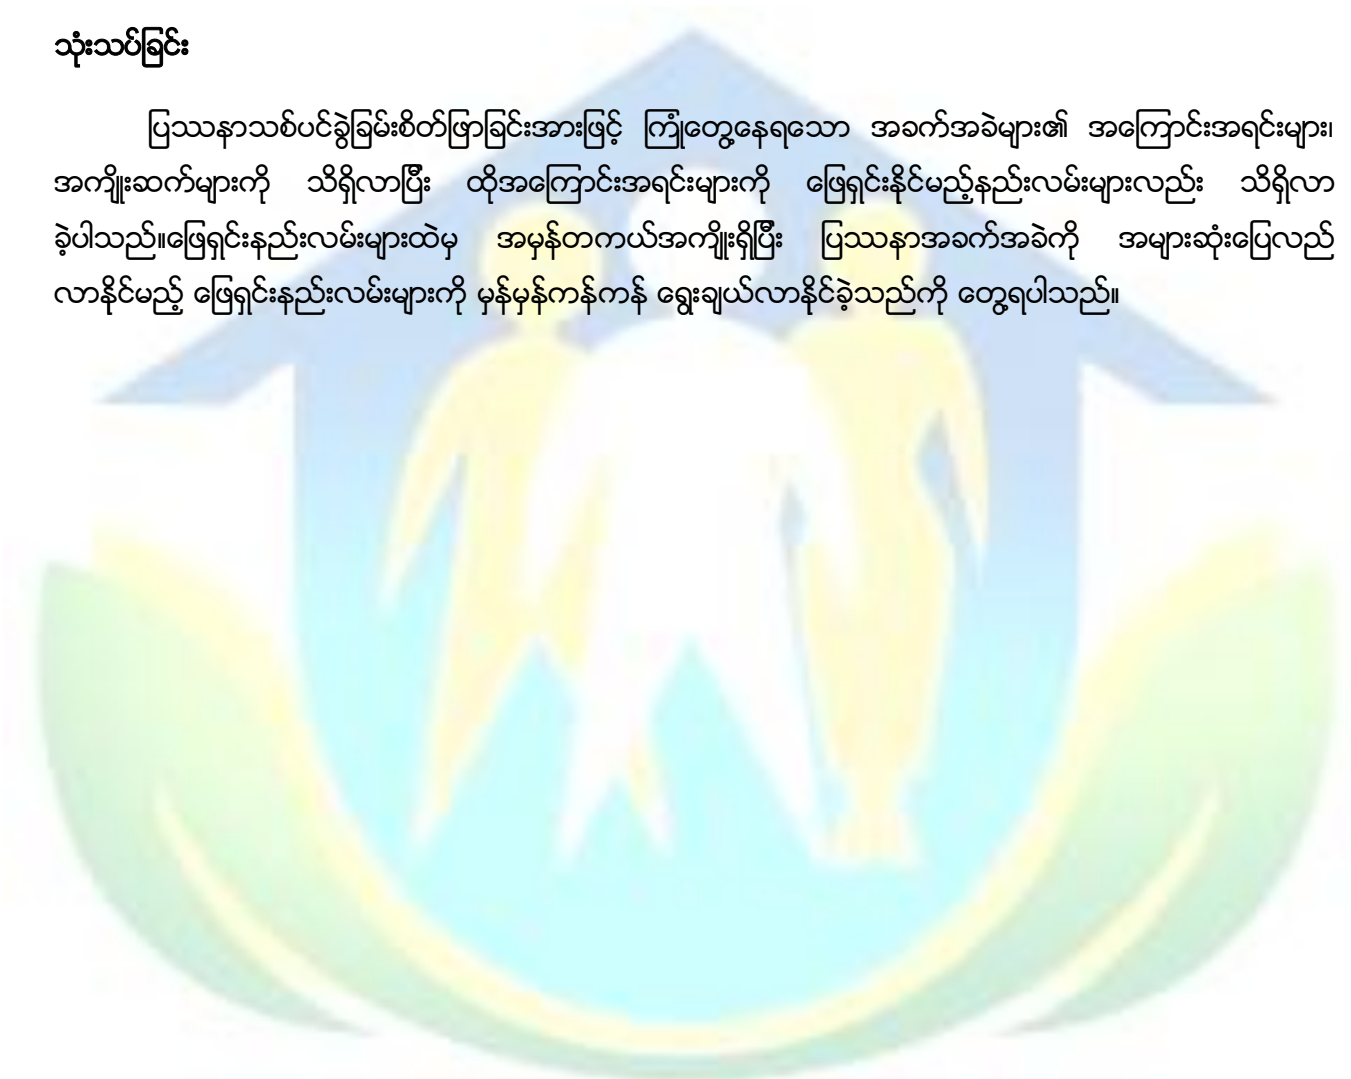 သုံးသပ်ခြင်း
ပြဿနာသစ်ပင်ခွဲခြမ်းစိတ်ဖြာခြင်းအားဖြင့် ကြုံတွေ့နေရသော အခက်အခဲများ၏ အကြောင်းအရင်းများ၊
အကျိုးဆက်များကို သိရှိလာပြီး ထိုအကြောင်းအရင်းများကို ဖြေရှင်းနိုင်မည့်နည်းလမ်းများလည်း သိရှိလာ
ခဲ့ပါသည်။ဖြေရှင်းနည်းလမ်းများထဲမှ အမှန်တကယ်အကျိုးရှိပြီး ပြဿနာအခက်အခဲကို အများဆုံးပြေလည်
လာနိုင်မည့် ဖြေရှင်းနည်းလမ်းများကို မှန်မှန်ကန်ကန် ရွေးချယ်လာနိုင်ခဲ့သည်ကို တွေ့ရပါသည်။